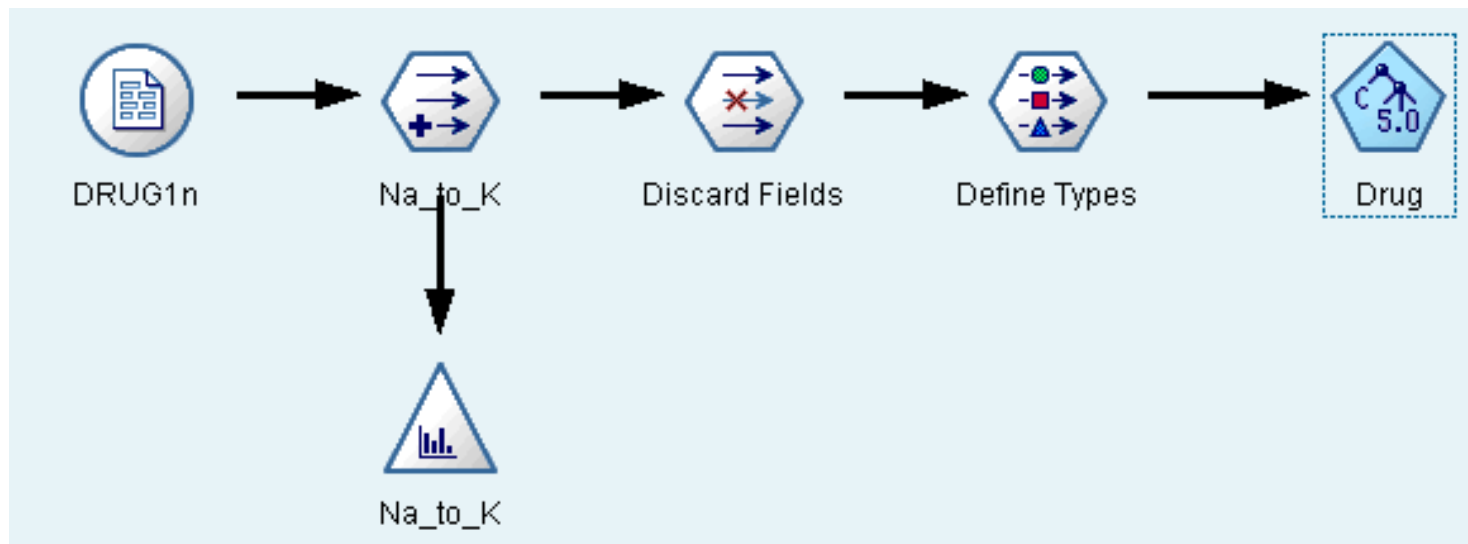 DRUG1n
Na_to_K
Discard Fields
Define Types
C 5.0
Drug
Na_to_K